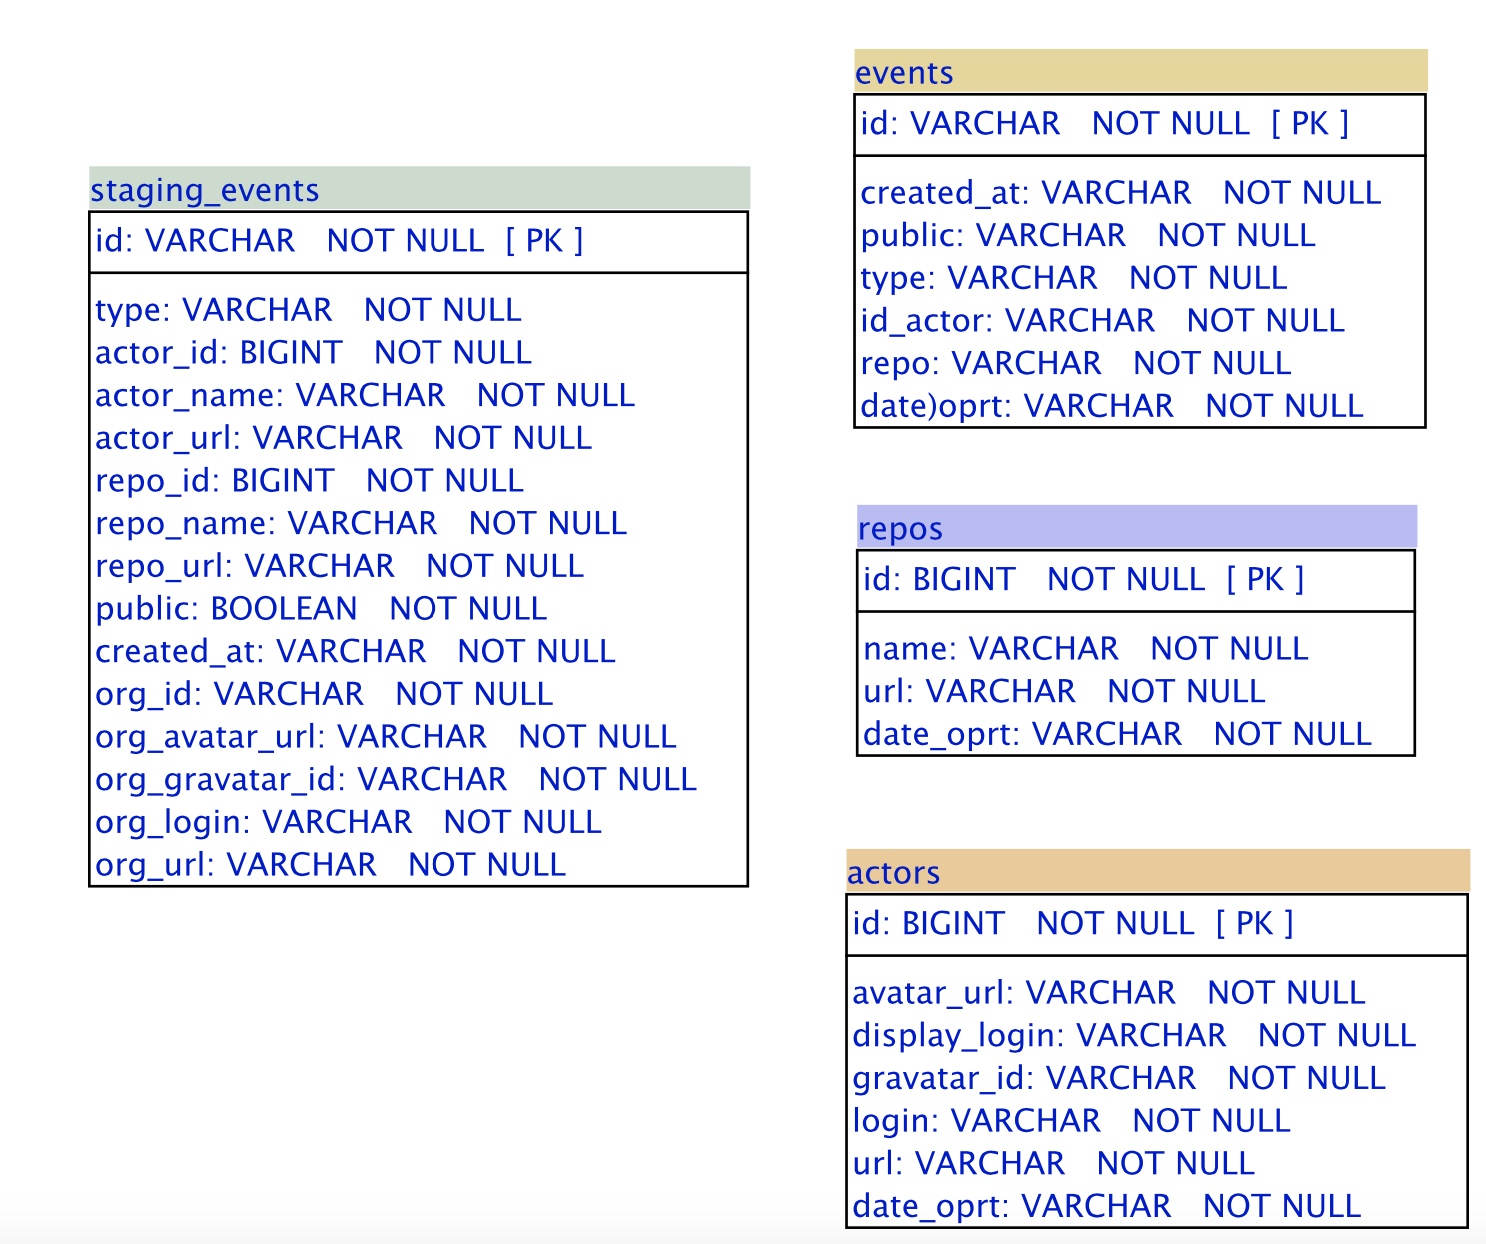 staging_events
id: VARCHAR NOT NULL [ PK ]
type: VARCHAR NOT NULL
actor_id: BIGINT NOT NULL
actor_name: VARCHAR NOT NULL
actor_url: VARCHAR NOT NULL
repo_id: BIGINT NOT NULL
repo_name: VARCHAR NOT NULL
repo_url: VARCHAR NOT NULL
public: BOOLEAN NOT NULL
created_at: VARCHAR NOT NULL
org_id: VARCHAR NOT NULL
org_avatar_url: VARCHAR NOT NULL
org_gravatar_id: VARCHAR NOT NULL
org_login: VARCHAR NOT NULL
org_url: VARCHAR NOT NULL
events
id: VARCHAR NOT NULL [ PK ]
created_at: VARCHAR NOT NULL
public: VARCHAR NOT NULL
type: VARCHAR NOT NULL
id_actor: VARCHAR NOT NULL
repo: VARCHAR NOT NULL
date)oprt: VARCHAR NOT NULL
repos
id: BIGINT NOT NULL [ PK ]
name: VARCHAR NOT NULL
url: VARCHAR NOT NULL
date_oprt: VARCHAR NOT NULL
actors
id: BIGINT NOT NULL [ PK ]
avatar_url: VARCHAR NOT NULL
display_login: VARCHAR NOT NULL
gravatar_id: VARCHAR NOT NULL
login: VARCHAR NOT NULL
url: VARCHAR NOT NULL
date_oprt: VARCHAR NOT NULL